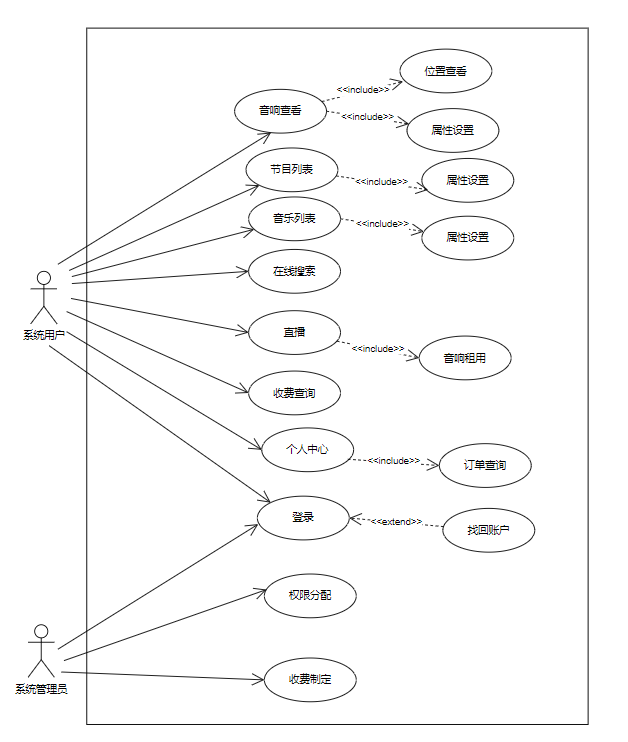 位置查看
<<include>>
音响查看
<<include>>
属性设置
节目列表
<<include>>
属性设置
音乐列表
<<include>>
属性设置
在线搜索
系统用户
直播
<<include>>
音响租用
收费查询
个人中心
<<include>>
订单查询
登录
<<extend>>
找回账户
权限分配
系统管理员
收费制定